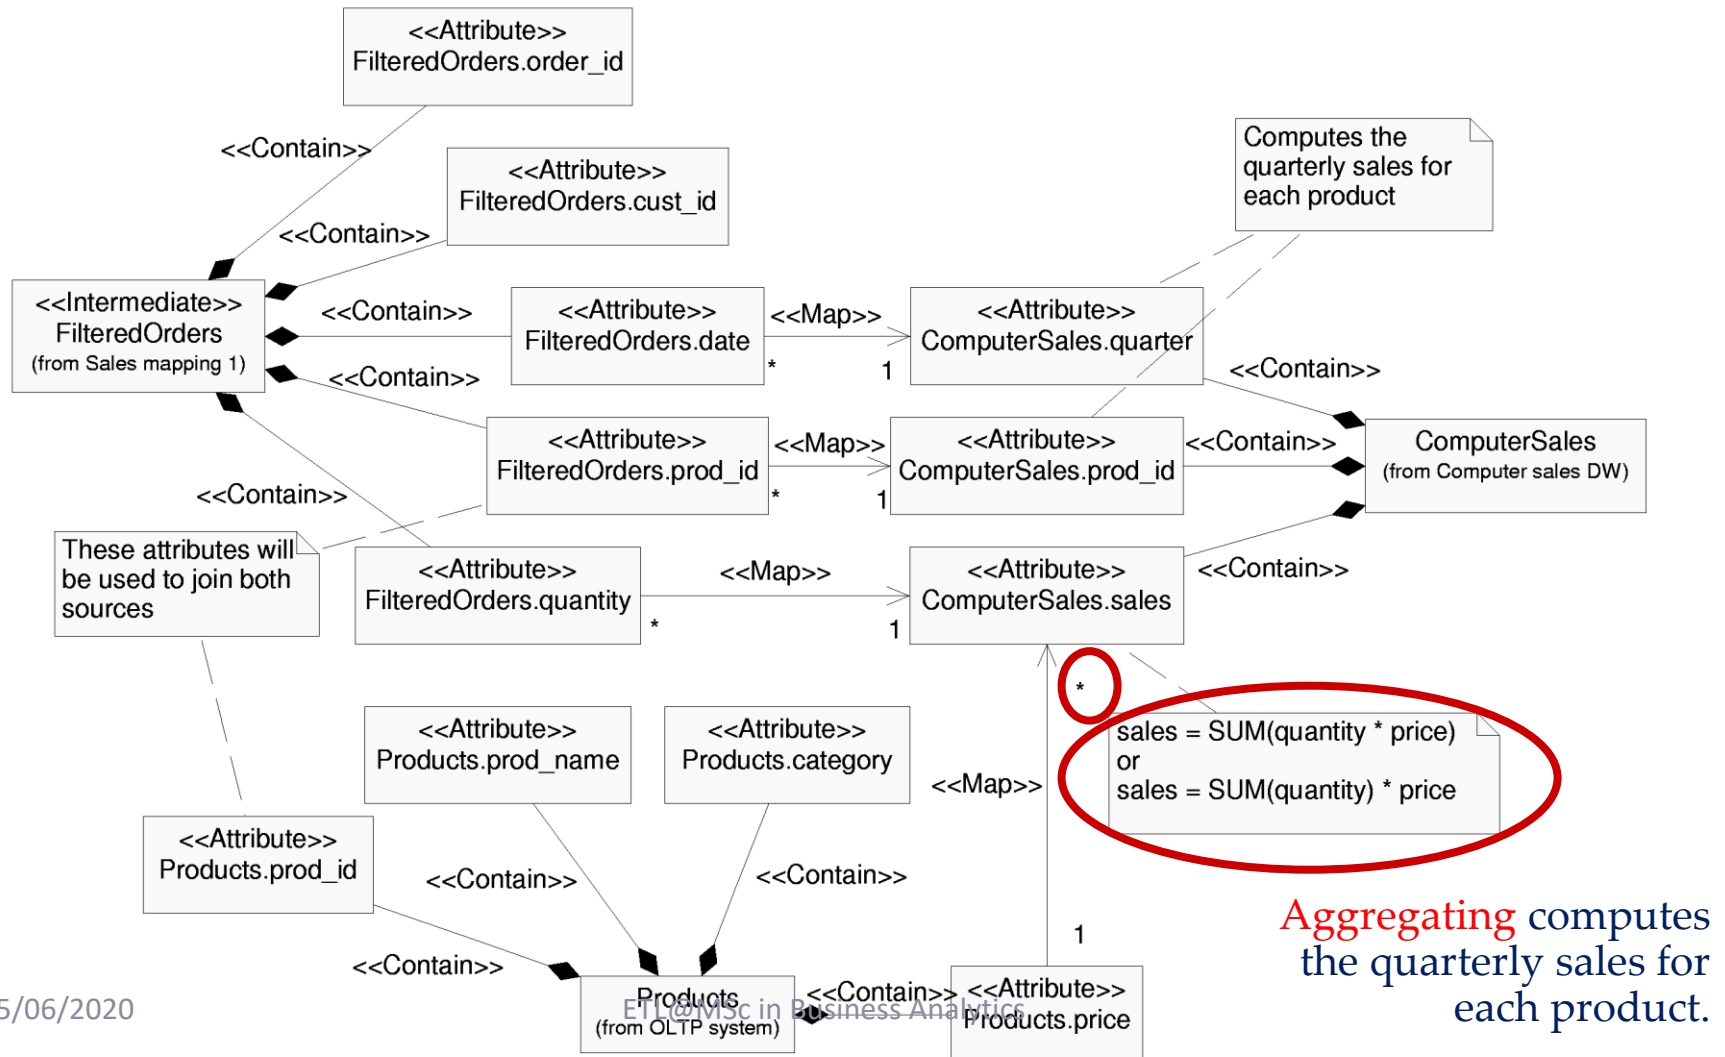 <<Attribute>>
FilteredOrders.order_id
<<Contain>>
<<Attribute>>
FilteredOrders.cust_id
<<Contain>>
Computes the
quarterly sales for
each product
<<Intermediate>>
FilteredOrders
(from Sales mapping 1)
<<Contain>>
<<Attribute>>
FilteredOrders.date
<<Map>>
*
1
<<Attribute>>
ComputerSales.quarter
<<Contain>>
<<Contain>>
<<Attribute>>
FilteredOrders.prod_id
<<Map>>
*
1
<<Attribute>>
ComputerSales.prod_id
<<Contain>>
ComputerSales
(from Computer sales DW)
<<Contain>>
These attributes will
be used to join both
sources
<<Attribute>>
FilteredOrders.quantity
<<Map>>
*
1
<<Attribute>>
ComputerSales.sales
<<Contain>>
*
sales = SUM(quantity * price)
or
sales = SUM(quantity) * price
<<Attribute>>
Products.prod_name
<<Attribute>>
Products.category
<<Map>>
<<Attribute>>
Products.prod_id
<<Contain>>
<<Contain>>
<<Contain>>
1
Aggregating computes
the quarterly sales for
each product.
Products
(from OLTP system)
<<Contain>>
<<Attribute>>
Products.price
5/06/2020
ETL@MSc in Business Analytics